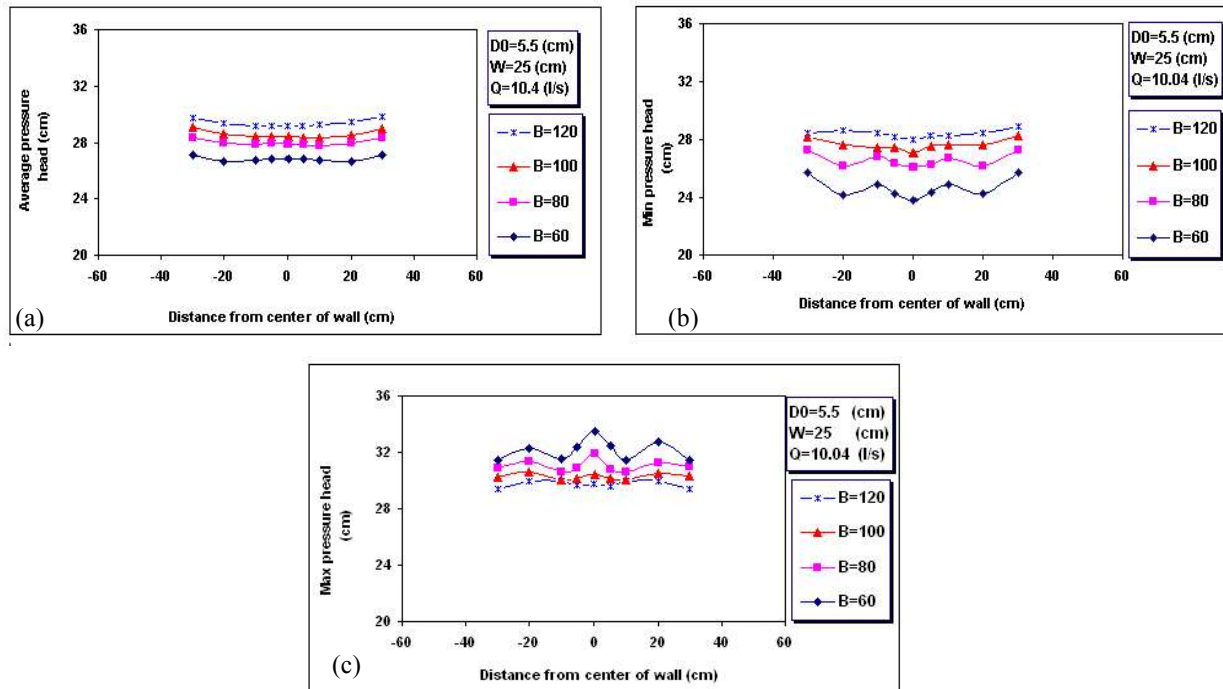 36
32
28
24
20
-60
-40
-20
0
20
40
60
Average pressure
head (cm)
Distance from center of wall (cm)
D0=5.5 (cm)
W=25 (cm)
Q=10.4 (l/s)
B=120
B=100
B=80
B=60
(a)
36
32
28
24
20
-60
-40
-20
0
20
40
60
Min pressure head
(cm)
Distance from center of wall (cm)
D0=5.5 (cm)
W=25 (cm)
Q=10.04 (l/s)
B=120
B=100
B=80
B=60
(b)
36
32
28
24
20
-60
-40
-20
0
20
40
60
Max pressure head
(cm)
Distance from center of wall (cm)
D0=5.5 (cm)
W=25 (cm)
Q=10.04 (l/s)
B=120
B=100
B=80
B=60
(c)